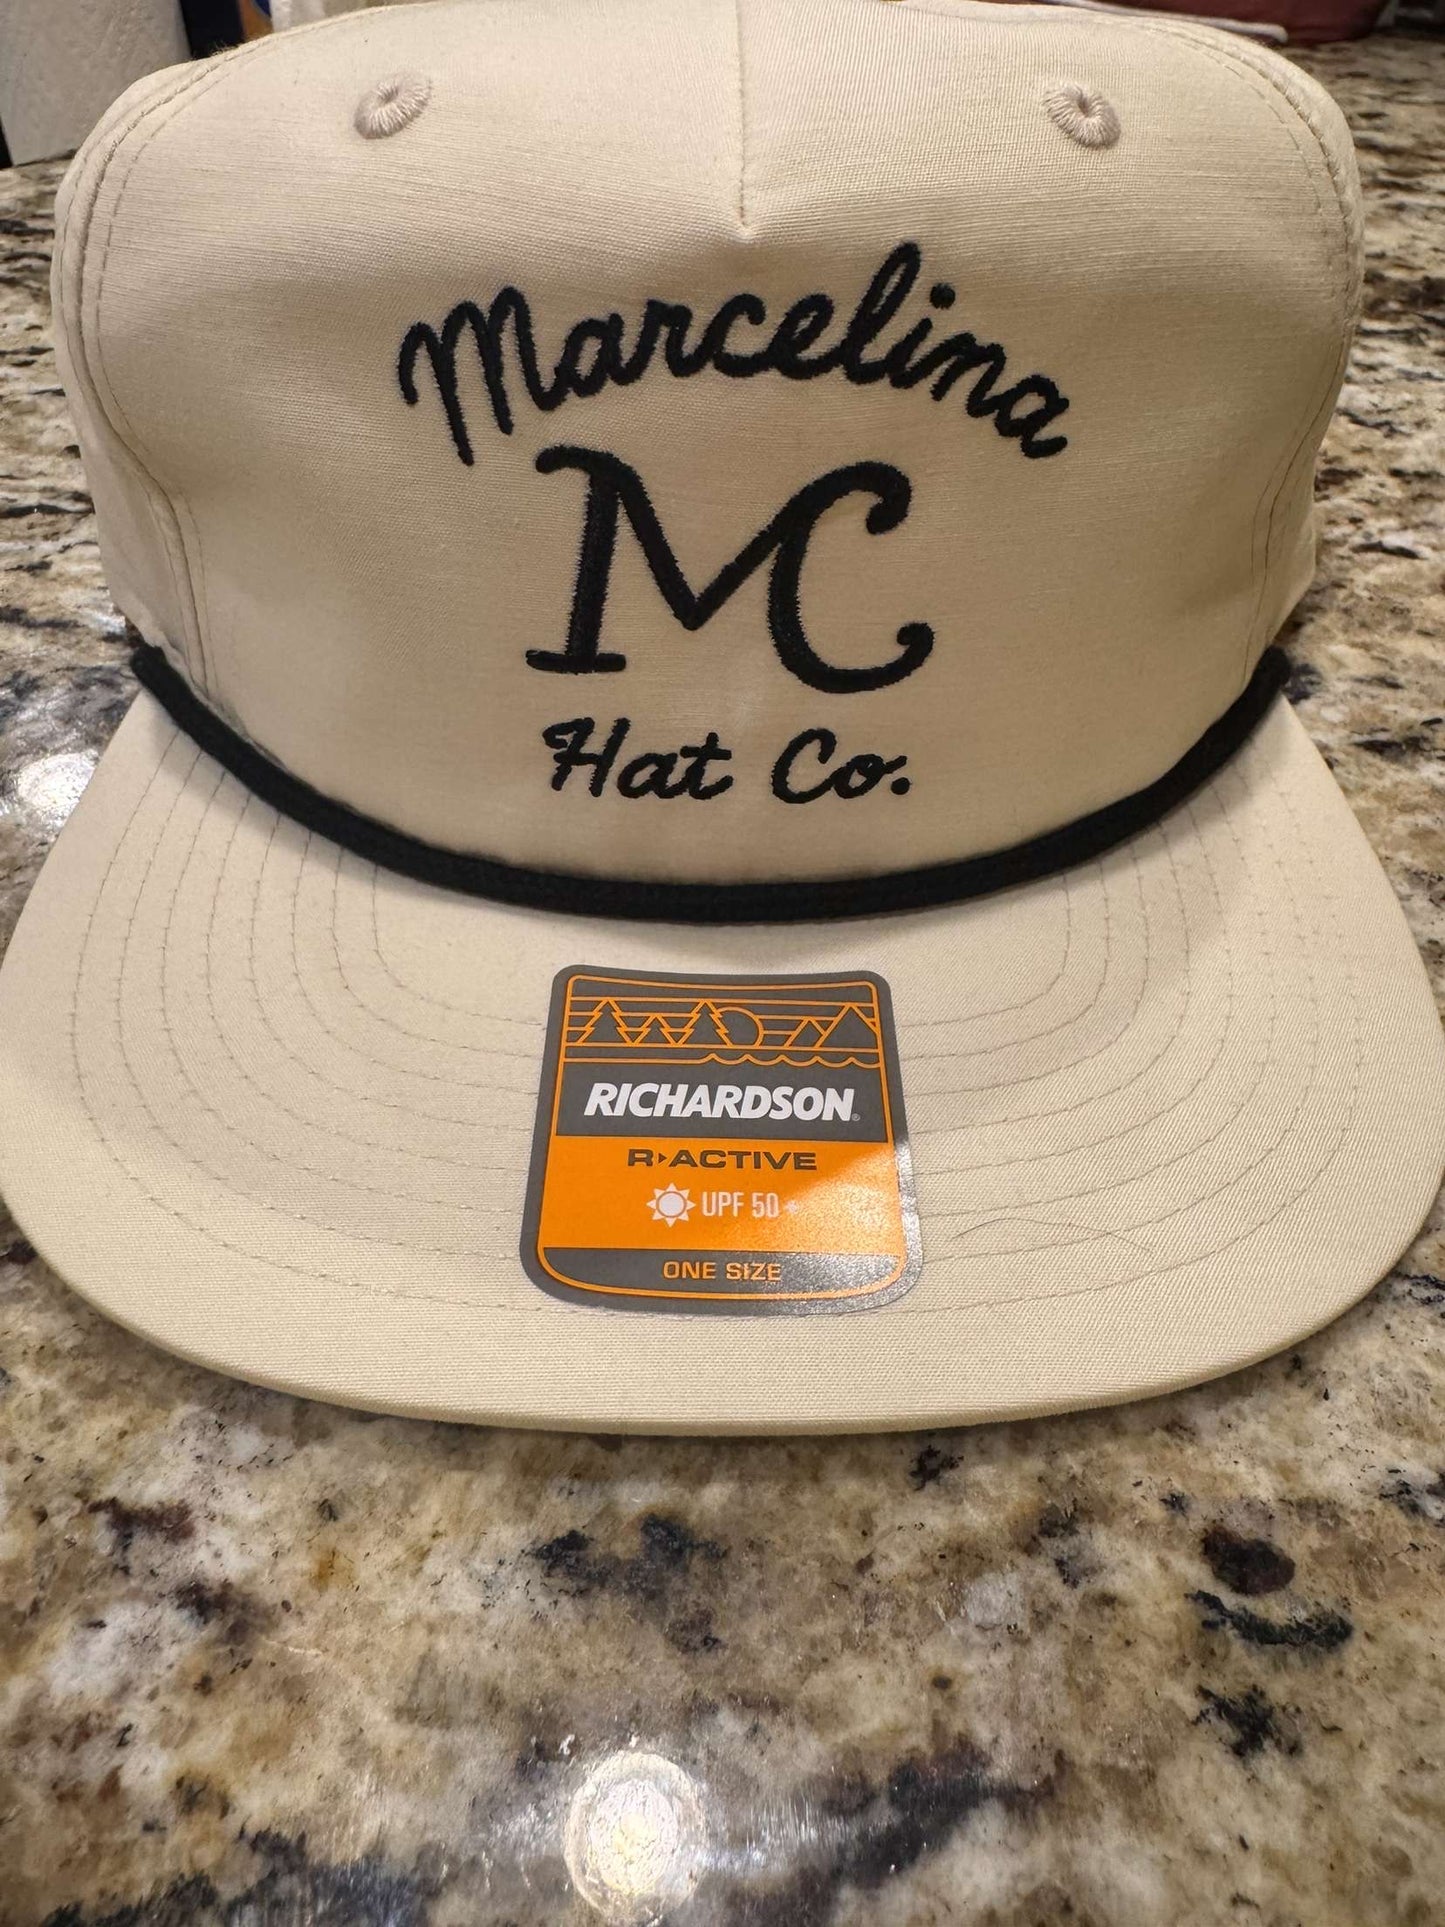 Marcelina
MC
Hat Co.
RICHARDSON®
R▸ACTIVE
UPF 50+
ONE SIZE